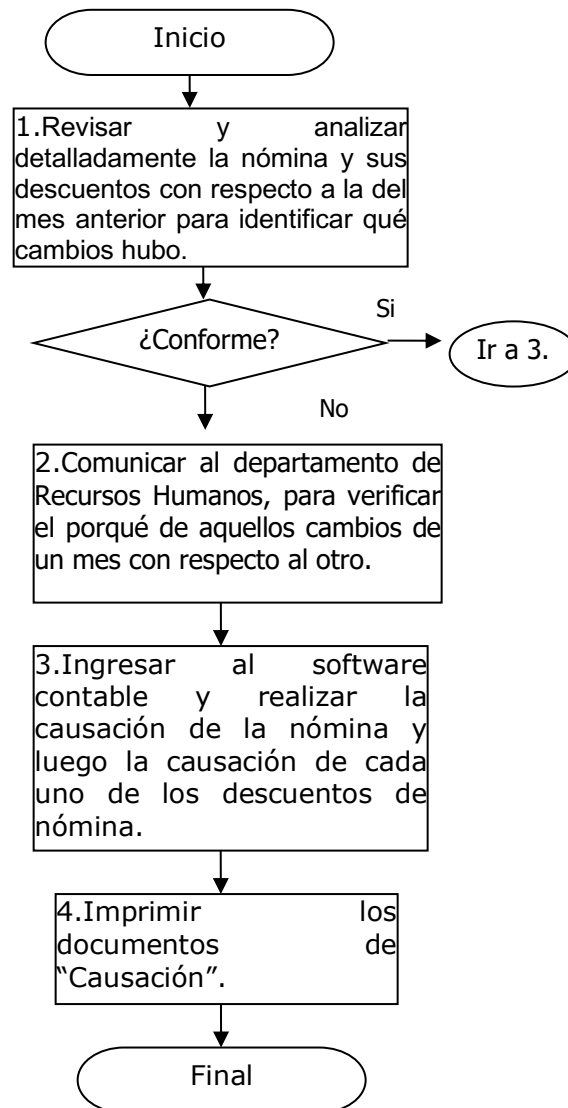 Inicio
1.Revisar y analizar
detalladamente la nómina y sus
descuentos con respecto a la del
mes anterior para identificar qué
cambios hubo.
Si
¿Conforme?
Ir a 3.
No
2.Comunicar al departamento de
Recursos Humanos, para verificar
el porqué de aquellos cambios de
un mes con respecto al otro.
3.Ingresar al software
contable y realizar la
causación de la nómina y
luego la causación de cada
uno de los descuentos de
nómina.
4.Imprimir los
documentos de
“Causación”.
Final